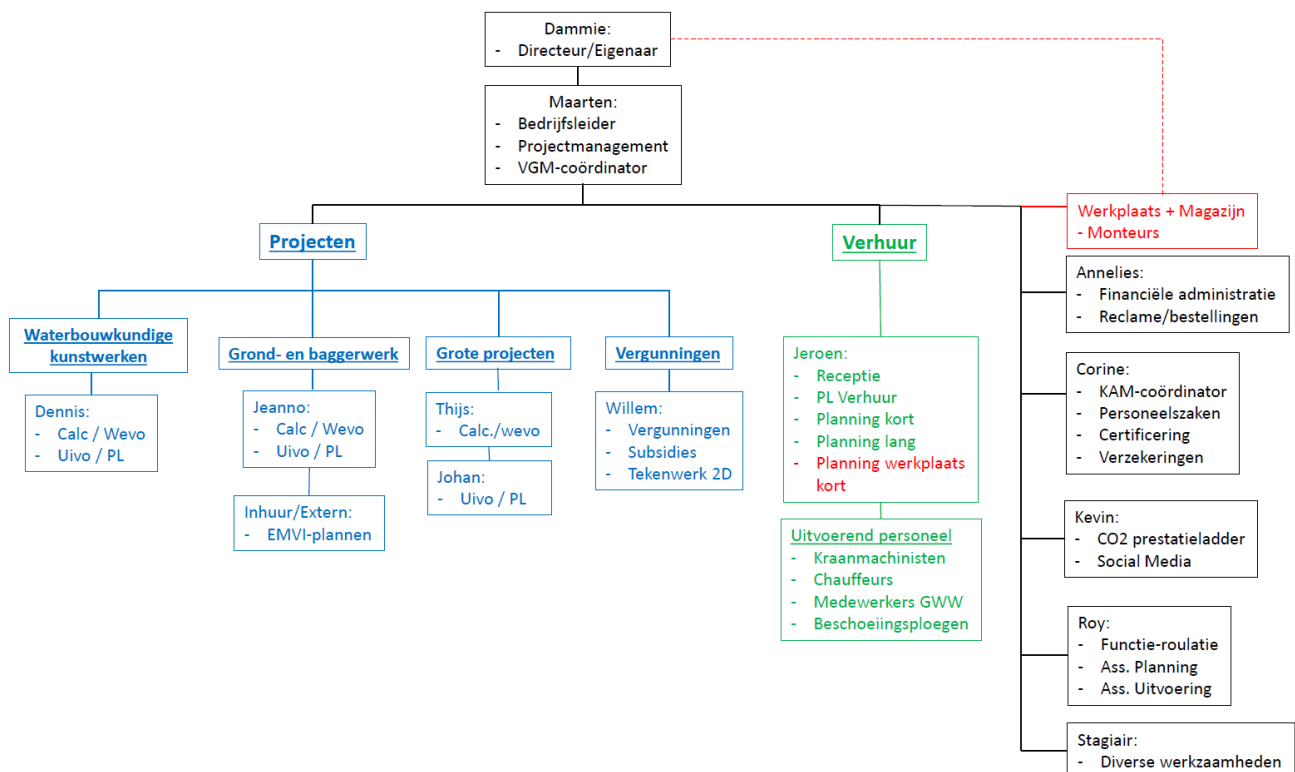 Dammie:
- Directeur/Eigenaar
Maarten:
- Bedrijfsleider
- Projectmanagement
- VGM-coördinator
Projecten
Waterbouwkundige
kunstwerken
Dennis:
- Calc / Wevo
- Uivo / PL
Grond- en baggerwerk
Jeanno:
- Calc / Wevo
- Uivo / PL
Inhuur/Extern:
- EMVI-plannen
Grote projecten
Thijs:
- Calc./wevo
Johan:
- Uivo / PL
Vergunningen
Willem:
- Vergunningen
- Subsidies
- Tekenwerk 2D
Verhuur
Jeroen:
- Receptie
- PL Verhuur
- Planning kort
- Planning lang
- Planning werkplaats
kort
Uitvoerend personeel
- Kraanmachinisten
- Chauffeurs
- Medewerkers GWW
- Beschoeiingsploegen
Werkplaats + Magazijn
- Monteurs
Annelies:
- Financiële administratie
- Reclame/bestellingen
Corine:
- KAM-coördinator
- Personeelszaken
- Certificering
- Verzekeringen
Kevin:
- CO2 prestatieladder
- Social Media
Roy:
- Functie-roulatie
- Ass. Planning
- Ass. Uitvoering
Stagiair:
- Diverse werkzaamheden